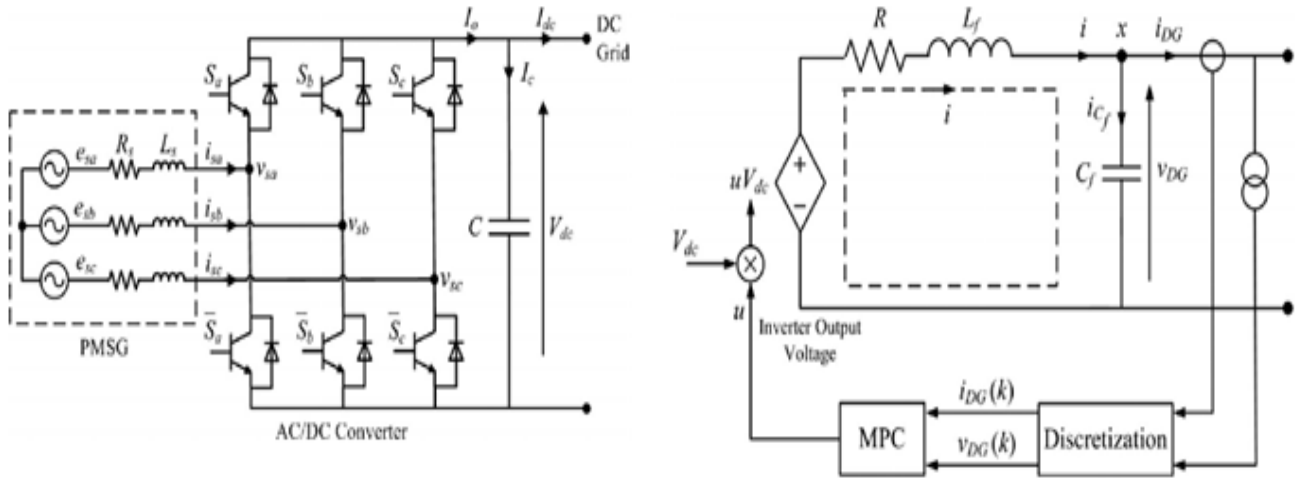 I_o
I_dc
DC
Grid
S_a
S_b
S_c
I_c
e_sa
R_s
L_s
i_sa
v_sa
e_sb
i_sb
v_sb
C
V_dc
e_sc
i_sc
v_sc
PMSG
S̅_a
S̅_b
S̅_c
AC/DC Converter
R
L_f
i
x
i_DG
i
i_Cf
+
uV_dc
−
C_f
v_DG
V_dc
×
u
Inverter Output
Voltage
i_DG(k)
MPC
Discretization
v_DG(k)